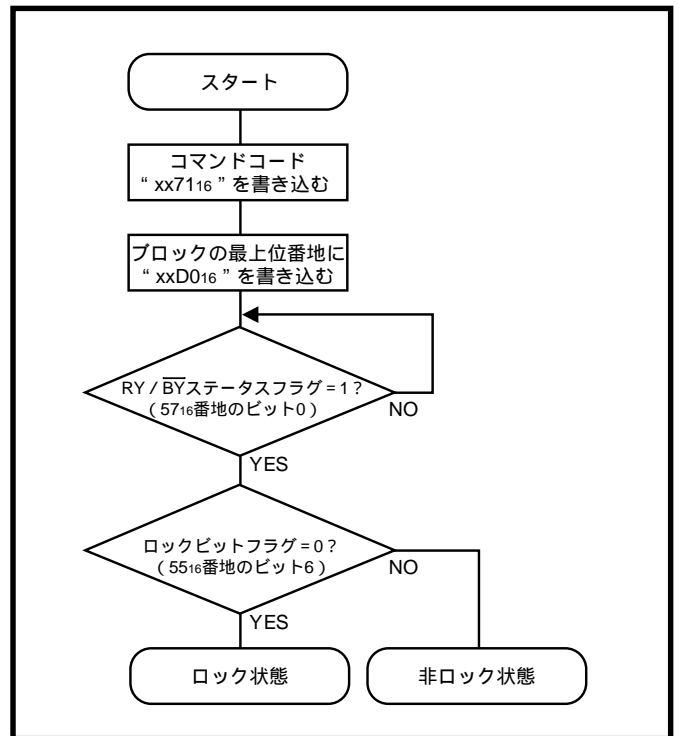 スタート
コマンドコード
“ xx7116 ” を書き込む
ブロックの最上位番地に
“ xxD016 ” を書き込む
RY / BYステータスフラグ = 1 ?
( 5716番地のビット0 )
NO
YES
ロックビットフラグ = 0 ?
( 5516番地のビット6 )
NO
YES
ロック状態
非ロック状態